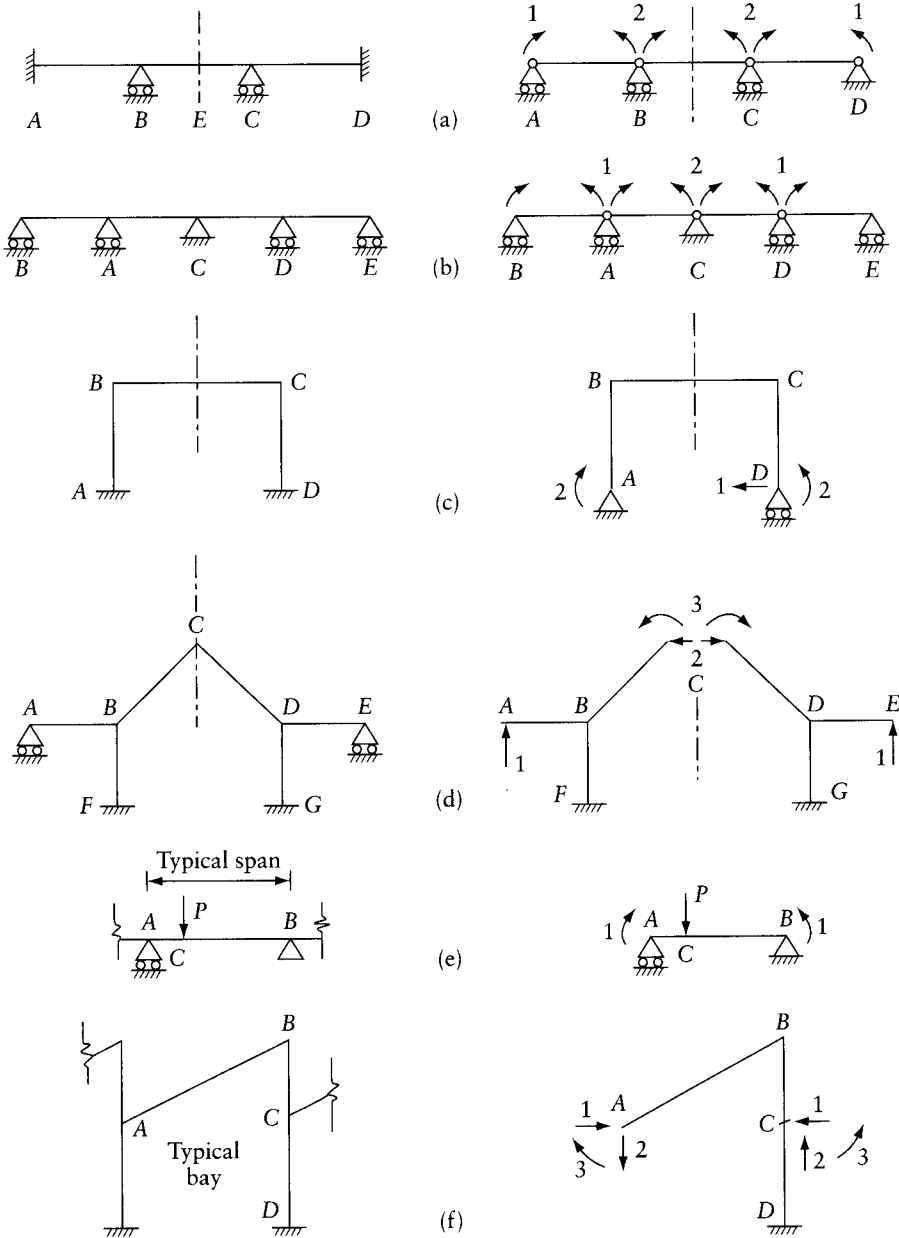 1 2 2 1
A B E C D (a) A B C D
1 2 1
B A C D E (b) B A C D E
B C B C
A D (c) 2 A 1 D 2
C 3
2
C
A B D E A B D E
1 1
F G (d) F G
Typical span
A P B 1 A P B 1
C (e) C
B B
A C 1 A C 1
Typical 3 2 2 3
bay
D (f) D